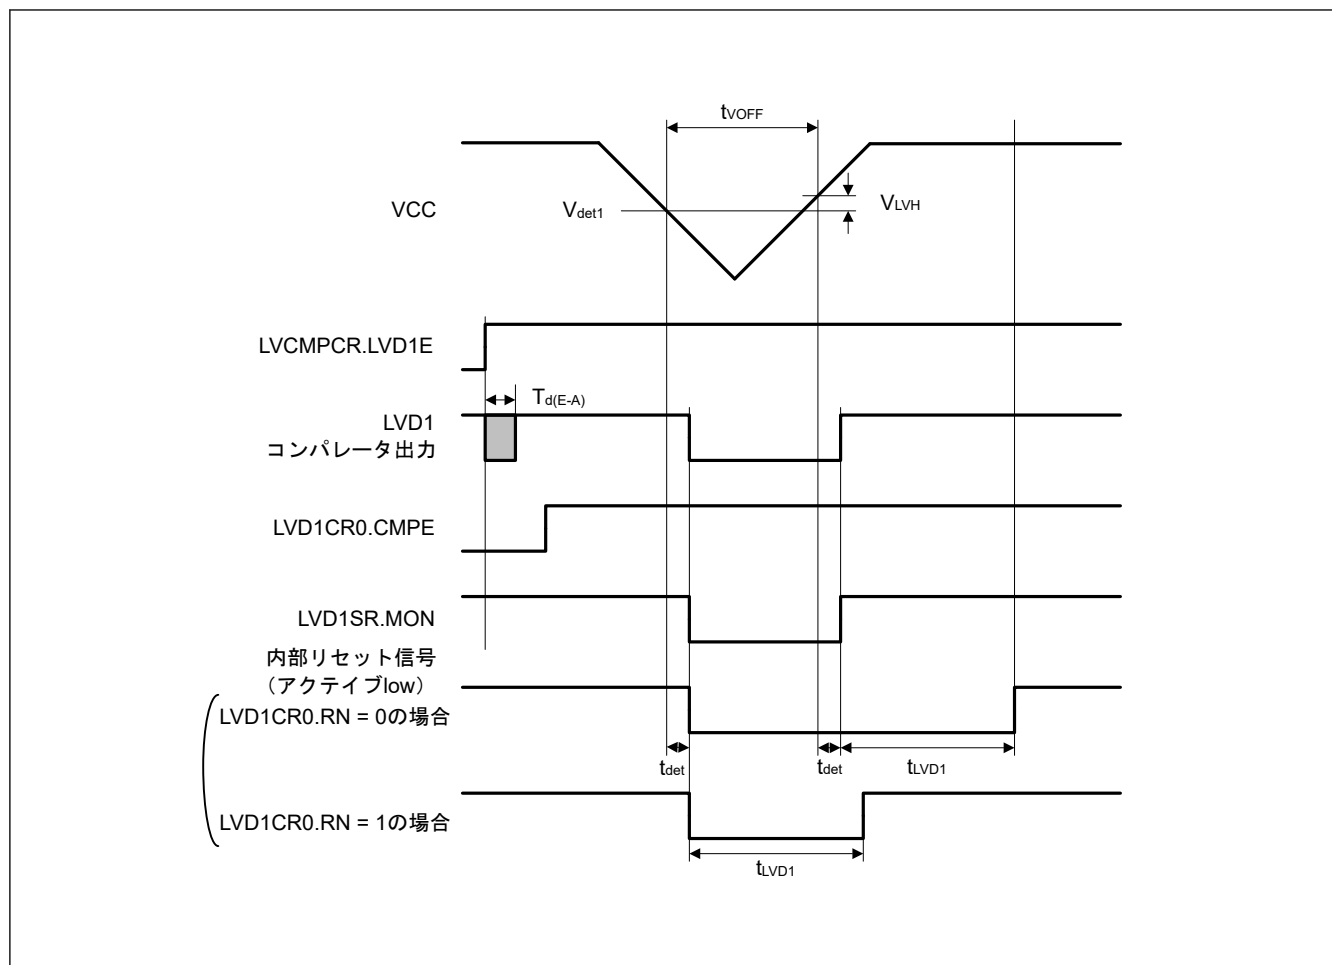 tVOFF
VCC
Vdet1
VLVH
LVCMPCR.LVD1E
Td(E-A)
LVD1
コンパレータ出力
LVD1CR0.CMPE
LVD1SR.MON
内部リセット信号
（アクティブlow）
LVD1CR0.RN = 0の場合
tdet
tdet
tLVD1
LVD1CR0.RN = 1の場合
tLVD1